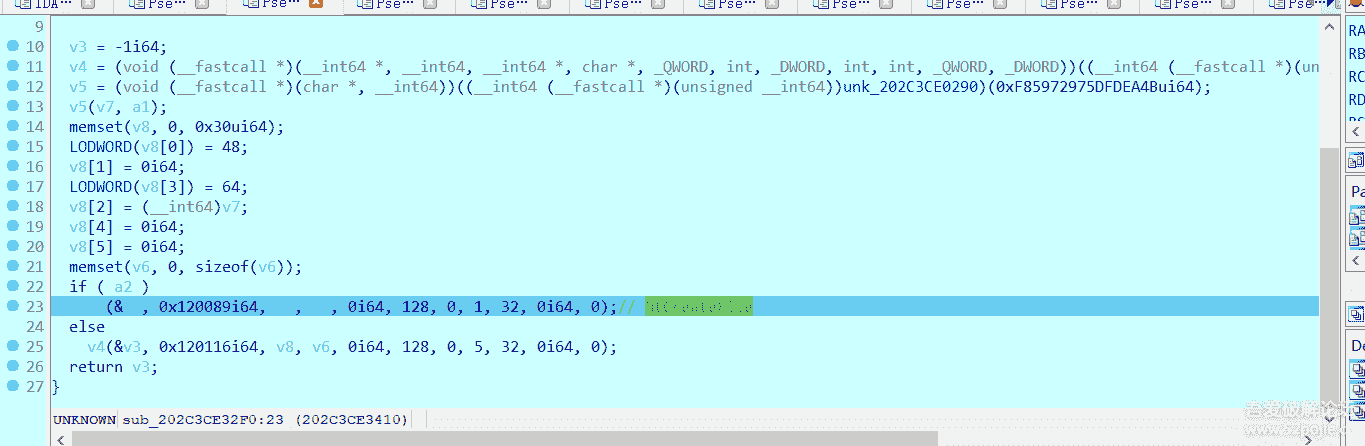 IDA… Pse… Pse… Pse… Pse… Pse… Pse… Pse… Pse… Pse… Pse… Pse
9
10 v3 = -1i64;
11 v4 = (void (__fastcall *)(__int64 *, __int64, __int64 *, char *, _QWORD, int, _DWORD, int, int, _QWORD, _DWORD))((__int64 (__fastcall *)(un
12 v5 = (void (__fastcall *)(char *, __int64))((__int64 (__fastcall *)(unsigned __int64))unk_202C3CE0290)(0xF85972975DFDEA4Bui64);
13 v5(v7, a1);
14 memset(v8, 0, 0x30ui64);
15 LODWORD(v8[0]) = 48;
16 v8[1] = 0i64;
17 LODWORD(v8[3]) = 64;
18 v8[2] = (__int64)v7;
19 v8[4] = 0i64;
20 v8[5] = 0i64;
21 memset(v6, 0, sizeof(v6));
22 if ( a2 )
23 (& , 0x120089i64, , , 0i64, 128, 0, 1, 32, 0i64, 0);//
24 else
25 v4(&v3, 0x120116i64, v8, v6, 0i64, 128, 0, 5, 32, 0i64, 0);
26 return v3;
27 }
UNKNOWN sub_202C3CE32F0:23 (202C3CE3410)
RA
RB
RC
RD
Pa
De